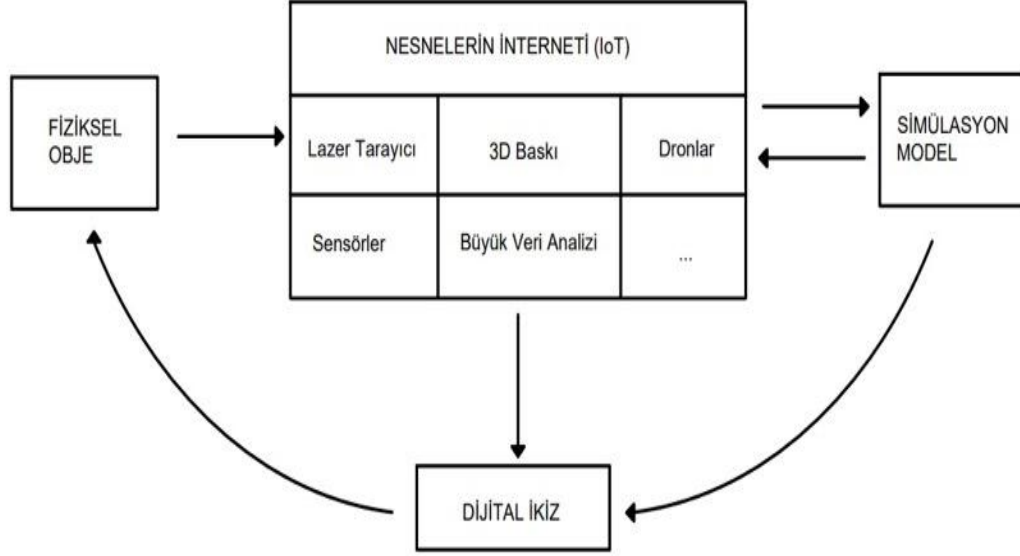 NESNELERİN İNTERNETİ (IoT)
FİZİKSEL
OBJE
Lazer Tarayıcı
3D Baskı
Dronlar
SİMÜLASYON
MODEL
Sensörler
Büyük Veri Analizi
...
DİJİTAL İKİZ